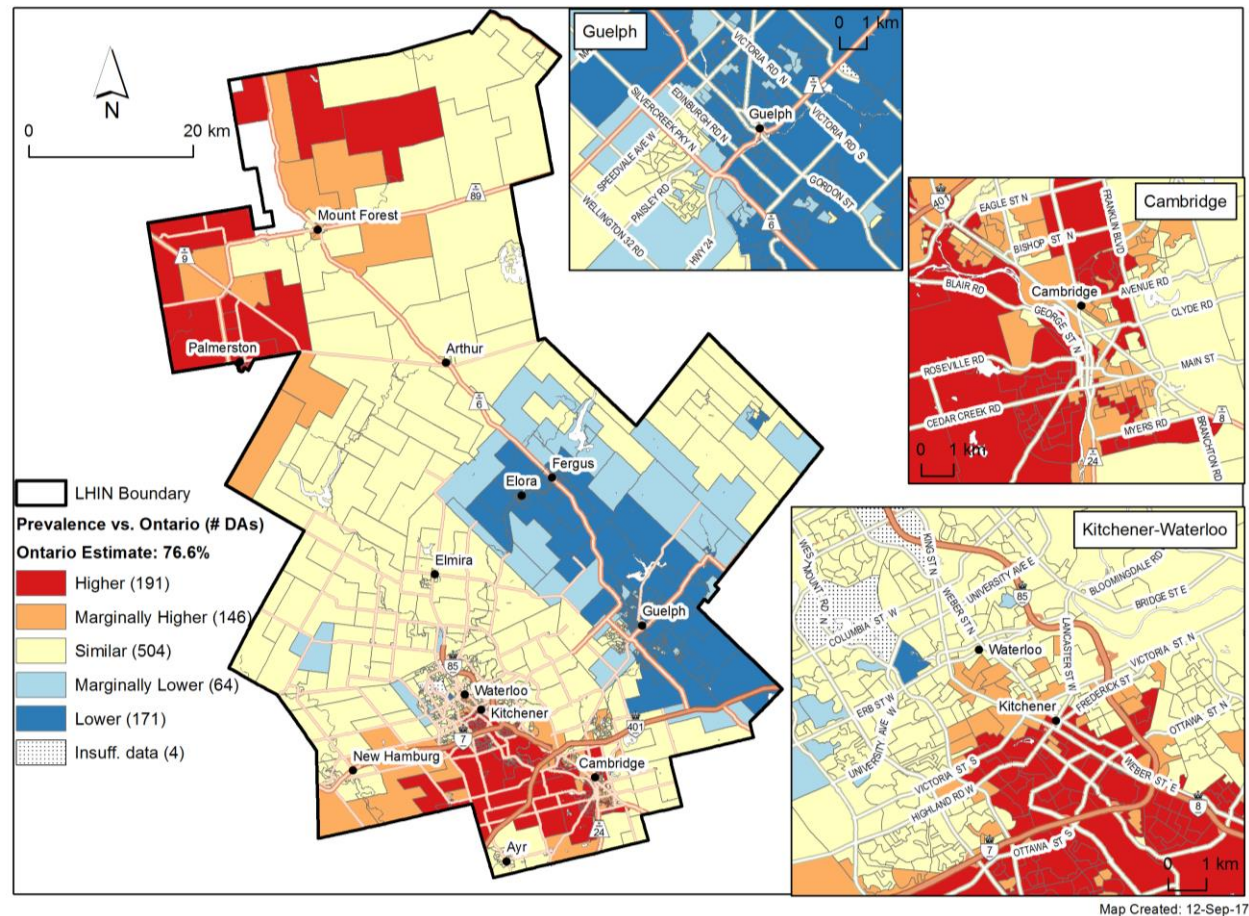 N
0
20 km
Mount Forest
89
9
Palmerston
Arthur
6
Fergus
Elora
Elmira
Guelph
85
Waterloo
Kitchener
7
401
New Hamburg
Cambridge
24
Ayr
LHIN Boundary
Prevalence vs. Ontario (# DAs)
Ontario Estimate: 76.6%
Higher (191)
Marginally Higher (146)
Similar (504)
Marginally Lower (64)
Lower (171)
Insuff. data (4)
Guelph
0 1 km
VICTORIA RD N
7
SILVERCREEK PKY N
EDINBURGH RD N
Guelph
VICTORIA RD S
SPEEDVALE AVE W
PAISLEY RD
GORDON ST
WELLINGTON 32 RD
HWY 24
6
Cambridge
401
EAGLE ST N
FRANKLIN BLVD
BISHOP ST N
BLAIR RD
Cambridge
AVENUE RD
GEORGE ST N
CLYDE RD
ROSEVILLE RD
MAIN ST
CEDAR CREEK RD
MYERS RD
8
24
BRANCHTON RD
0 1 km
Kitchener-Waterloo
WESTMOUNT RD N
KING ST N
UNIVERSITY AVE E
BLOOMINGDALE RD
WEBER ST N
85
BRIDGE ST E
COLUMBIA ST W
LANCASTER ST W
Waterloo
VICTORIA ST N
ERB ST W
FREDERICK ST
Kitchener
OTTAWA ST N
UNIVERSITY AVE W
VICTORIA ST S
WEBER ST E
HIGHLAND RD W
8
7
OTTAWA ST S
0 1 km
Map Created: 12-Sep-17